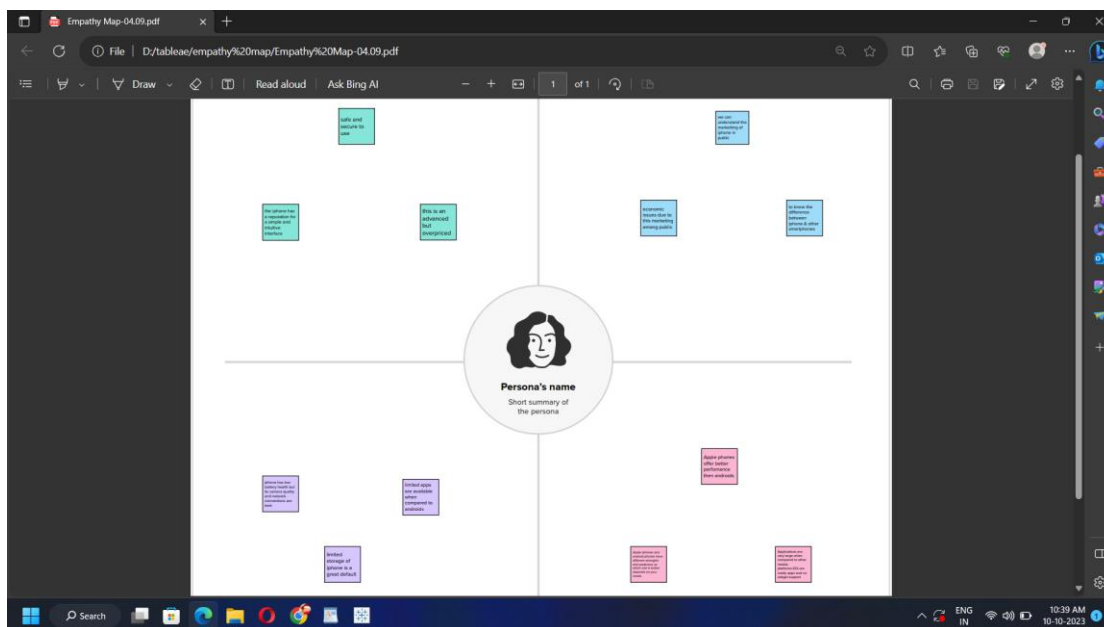 Empathy Map-04.09.pdf
File
D:/tableae/empathy%20map/Empathy%20Map-04.09.pdf
Draw
Read aloud
Ask Bing AI
1
of 1
safe and
secure to
use
the iphone has
a reputation for
a simple and
intuitive
interface
this is an
advanced
but
overpriced
we can
understand the
marketing of
iphone in
public
economic
issues due to
this marketing
among public
to know the
difference
between
iphone & other
smartphones
Persona's name
Short summary of
the persona
battery health but
limited apps
are available
when
compared to
androids
limited
storage of
iphone is a
great default
Apple phones
offer better
than androids
Search
ENG
IN
10:39 AM
10-10-2023